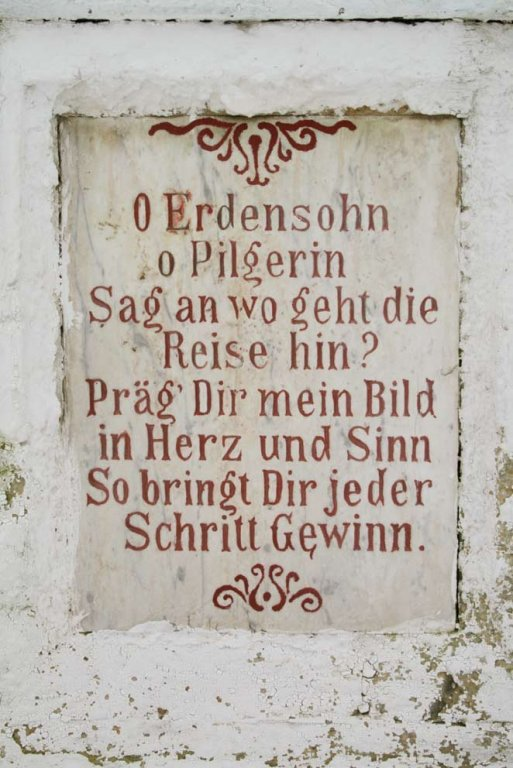 O Erdensohn
o Pilgerin
Sag an wo geht die
Reise hin?
Präg' Dir mein Bild
in Herz und Sinn
So bringt Dir jeder
Schritt Gewinn.